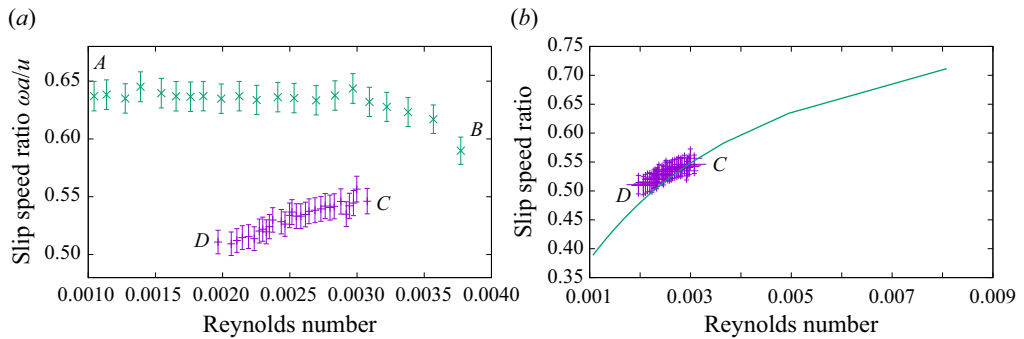 (a)
Slip speed ratio ωa/u
0.65
0.60
0.55
0.50
A
B
C
D
0.0010 0.0015 0.0020 0.0025 0.0030 0.0035 0.0040
Reynolds number
(b)
Slip speed ratio
0.75
0.70
0.65
0.60
0.55
0.50
0.45
0.40
0.35
C
D
0.001 0.003 0.005 0.007 0.009
Reynolds number